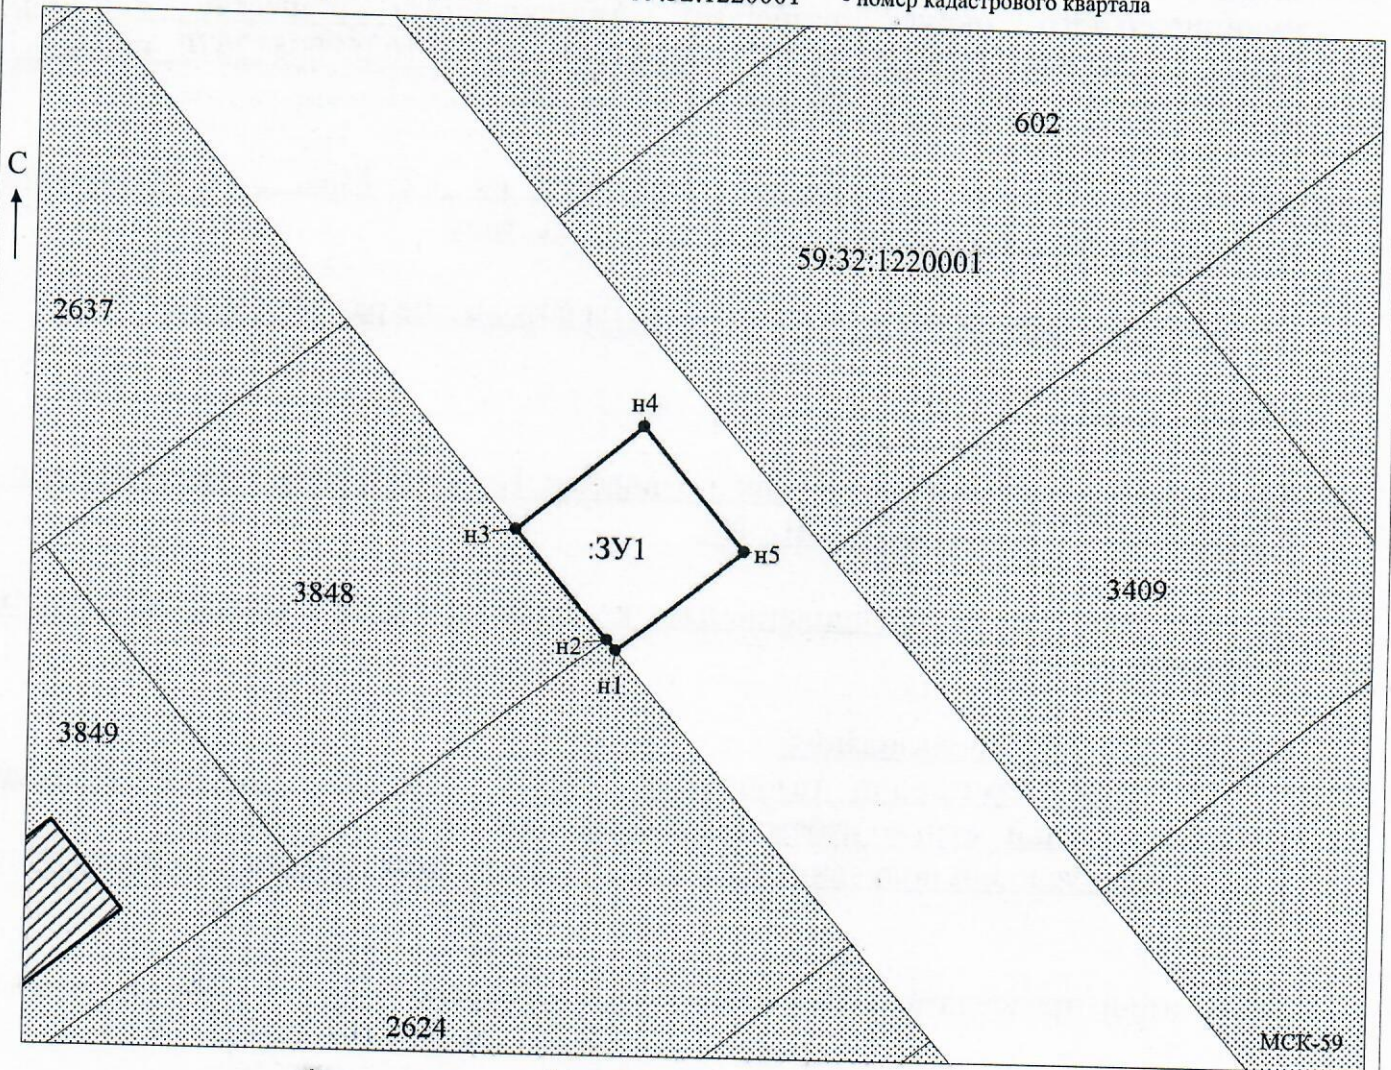 - номер кадастрового квартала
602
С
59:32:1220001
2637
н4
н3
:ЗУ1
н5
3848
3409
н2
н1
3849
2624
МСК-59